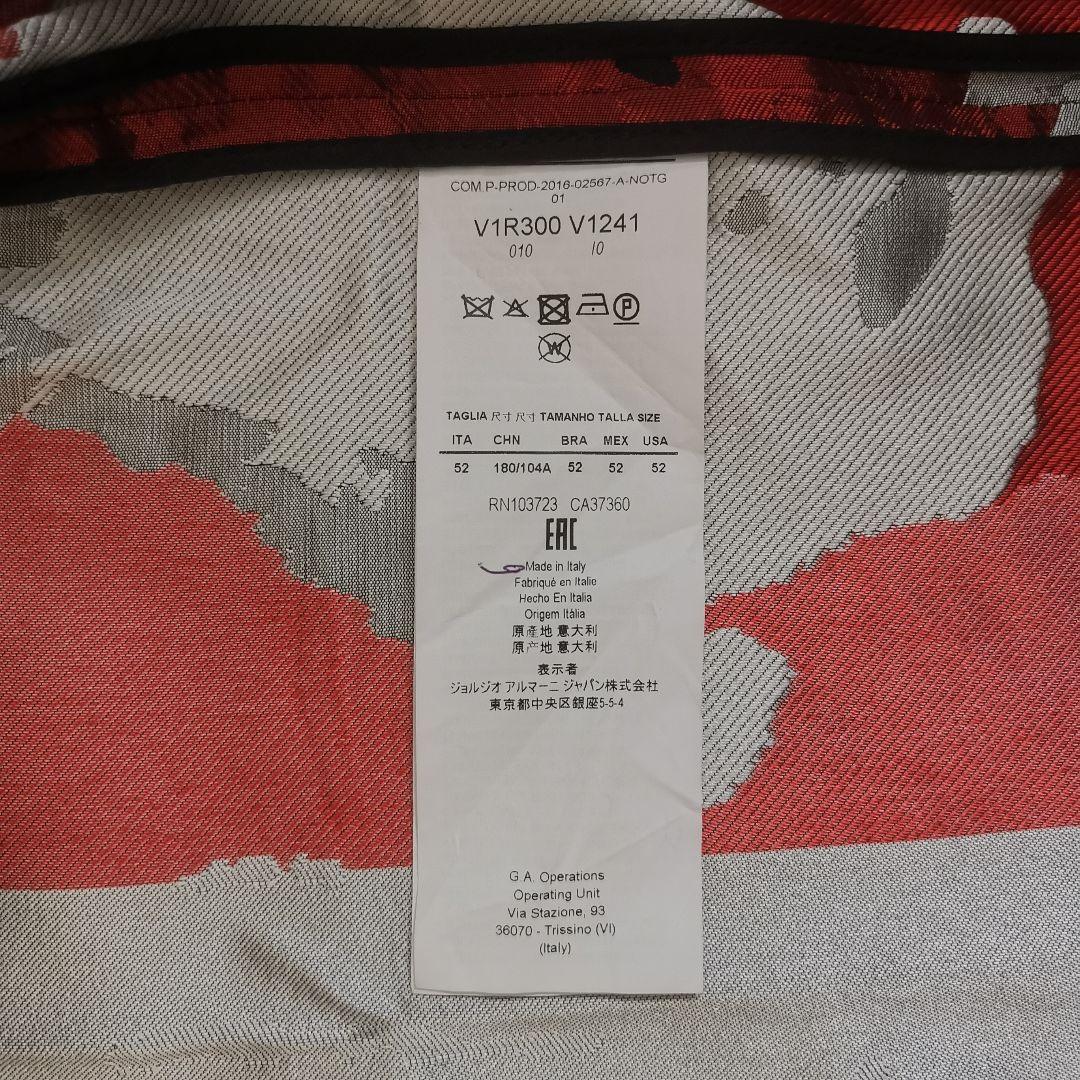 COM.P-PROD-2016-02567-A-NOTG
01
V1R300 V1241
010 10
P
W
TAGLIA 尺寸 尺寸 TAMANHO TALLA SIZE
ITA CHN BRA MEX USA
52 180/104A 52 52 52
RN103723 CA37360
EAC
Made in Italy
Fabriqué en Italie
Hecho En Italia
Origem Itália
原產地 意大利
原产地 意大利
表示者
ジョルジオ アルマーニ ジャパン株式会社
東京都中央区銀座5-5-4
G.A. Operations
Operating Unit
Via Stazione, 93
36070 - Trissino (VI)
(Italy)